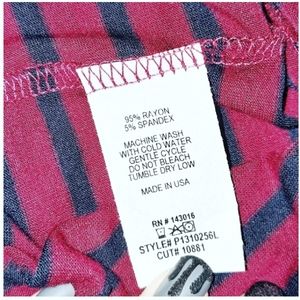 95% RAYON
5% SPANDEX
MACHINE WASH
WITH COLD WATER
GENTLE CYCLE
DO NOT BLEACH
TUMBLE DRY LOW
MADE IN USA
RN # 143016
STYLE# P1310256L
CUT# 10881